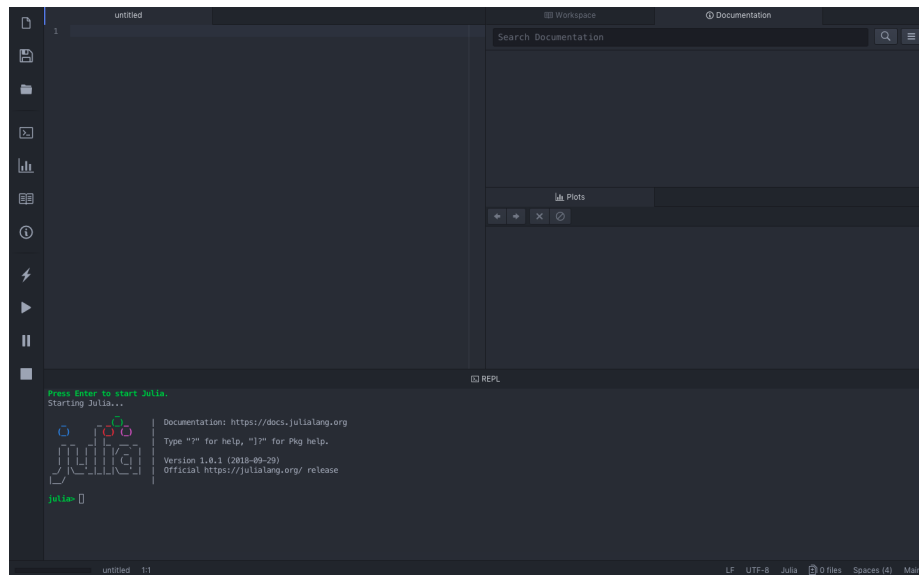 untitled
Workspace
Documentation
1
Search Documentation
Plots
REPL
Press Enter to start Julia.
Starting Julia...
Documentation: https://docs.julialang.org
Type "?" for help, "]?" for Pkg help.
Version 1.0.1 (2018-09-29)
Official https://julialang.org/ release
julia>
untitled 1:1
LF UTF-8 Julia 0 files Spaces (4) Mai